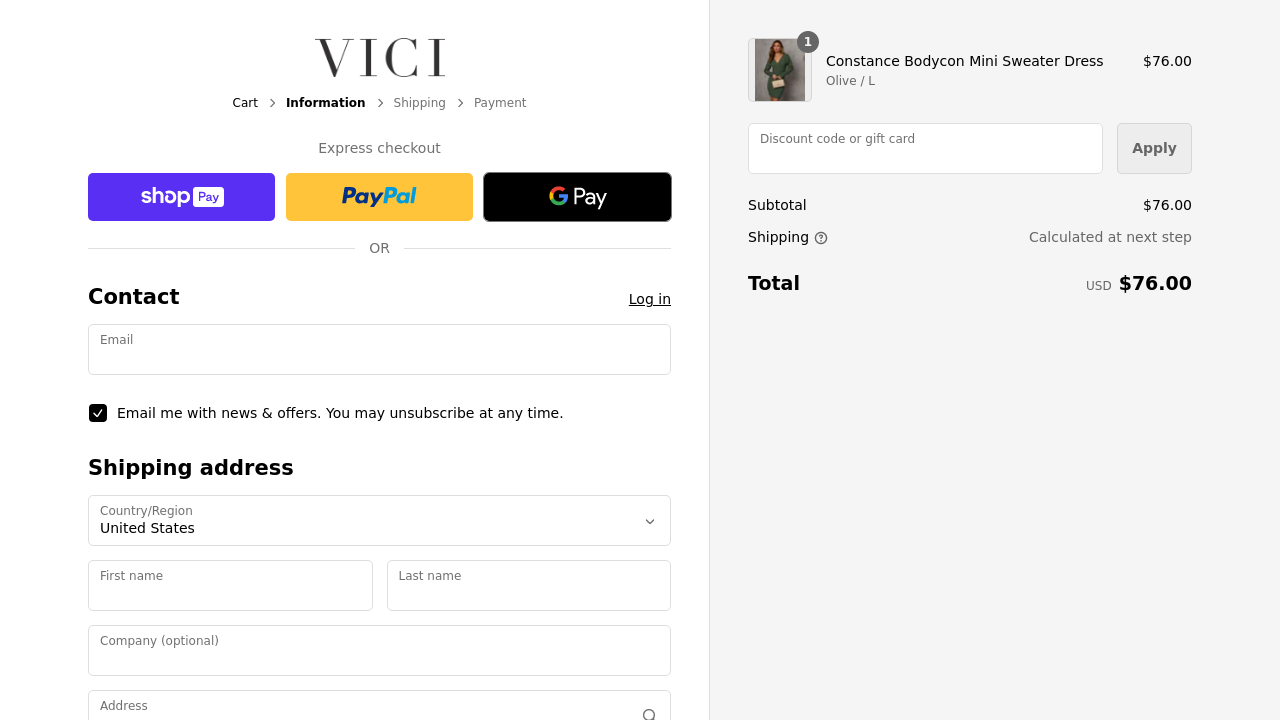 VICI
Cart Information Shipping Payment
Express checkout
shop Pay PayPal G Pay
OR
Contact
Log in
Email
Email me with news & offers. You may unsubscribe at any time.
Shipping address
Country/Region
United States
First name
Last name
Company (optional)
Address
1
Constance Bodycon Mini Sweater Dress $76.00
Olive / L
Discount code or gift card
Apply
Subtotal $76.00
Shipping Calculated at next step
Total USD $76.00